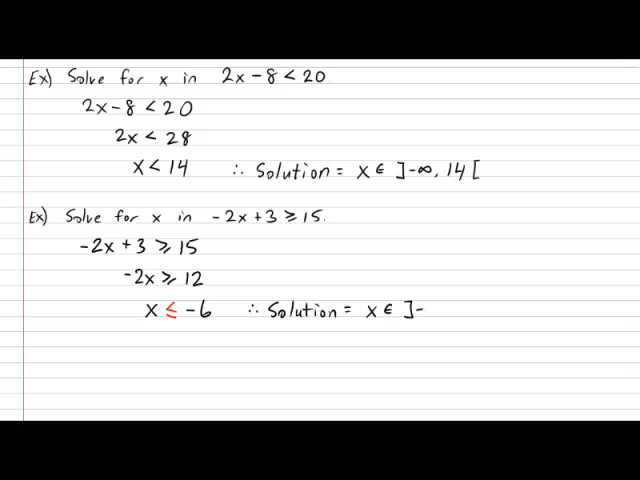 Ex) Solve for x in 2x - 8 < 20
2x - 8 < 20
2x < 28
x < 14 ∴ Solution = x ∈ ]-∞, 14 [
Ex) Solve for x in -2x + 3 ⩾ 15.
-2x + 3 ⩾ 15
-2x ⩾ 12
x ≤ -6 ∴ Solution = x ∈ ]-